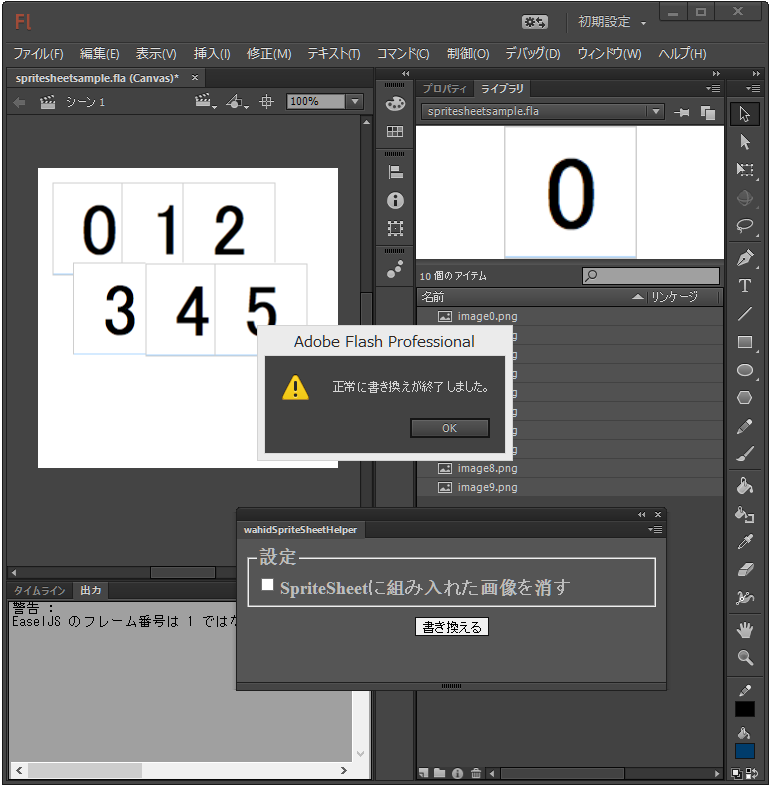 Fl
初期設定
ファイル(F) 編集(E) 表示(V) 挿入(I) 修正(M) テキスト(T) コマンド(C) 制御(O) デバッグ(D) ウィンドウ(W) ヘルプ(H)
spritesheetsample.fla (Canvas)*
シーン 1
100%
プロパティ ライブラリ
spritesheetsample.fla
0
0 1 2
3 4 5
10 個のアイテム
名前 リンケージ
image0.png
g
g
g
g
g
g
g
image8.png
image9.png
Adobe Flash Professional
正常に書き換えが終了しました。
OK
wahidSpriteSheetHelper
設定
SpriteSheetに組み入れた画像を消す
書き換える
タイムライン 出力
警告 :
EaselJS のフレーム番号は 1 では